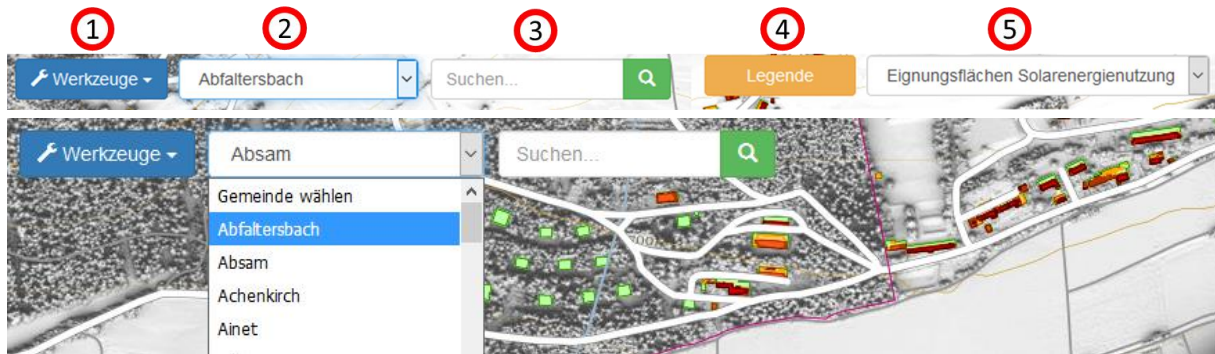 1 2 3 4 5
Werkzeuge Abfaltersbach Suchen... Legende Eignungsflächen Solarenergienutzung
Werkzeuge Absam Suchen...
Gemeinde wählen
Abfaltersbach
Absam
Achenkirch
Ainet